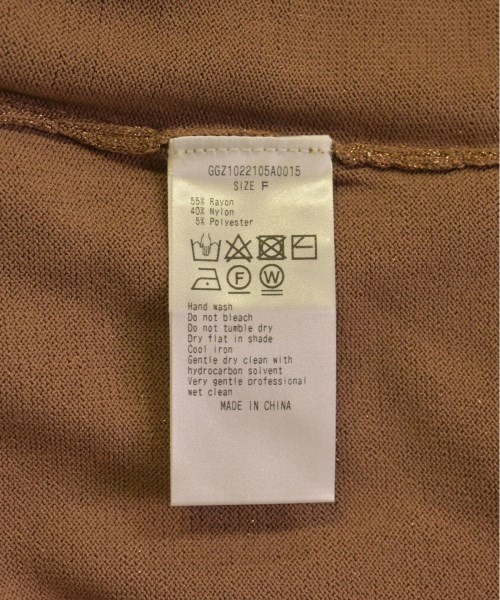 GGZ1022105A0015
SIZE F
55% Rayon
40% Nylon
5% Polyester
F W
Hand wash
Do not bleach
Do not tumble dry
Dry flat in shade
Cool iron
Gentle dry clean with
hydrocarbon solvent
Very gentle professional
wet clean
MADE IN CHINA